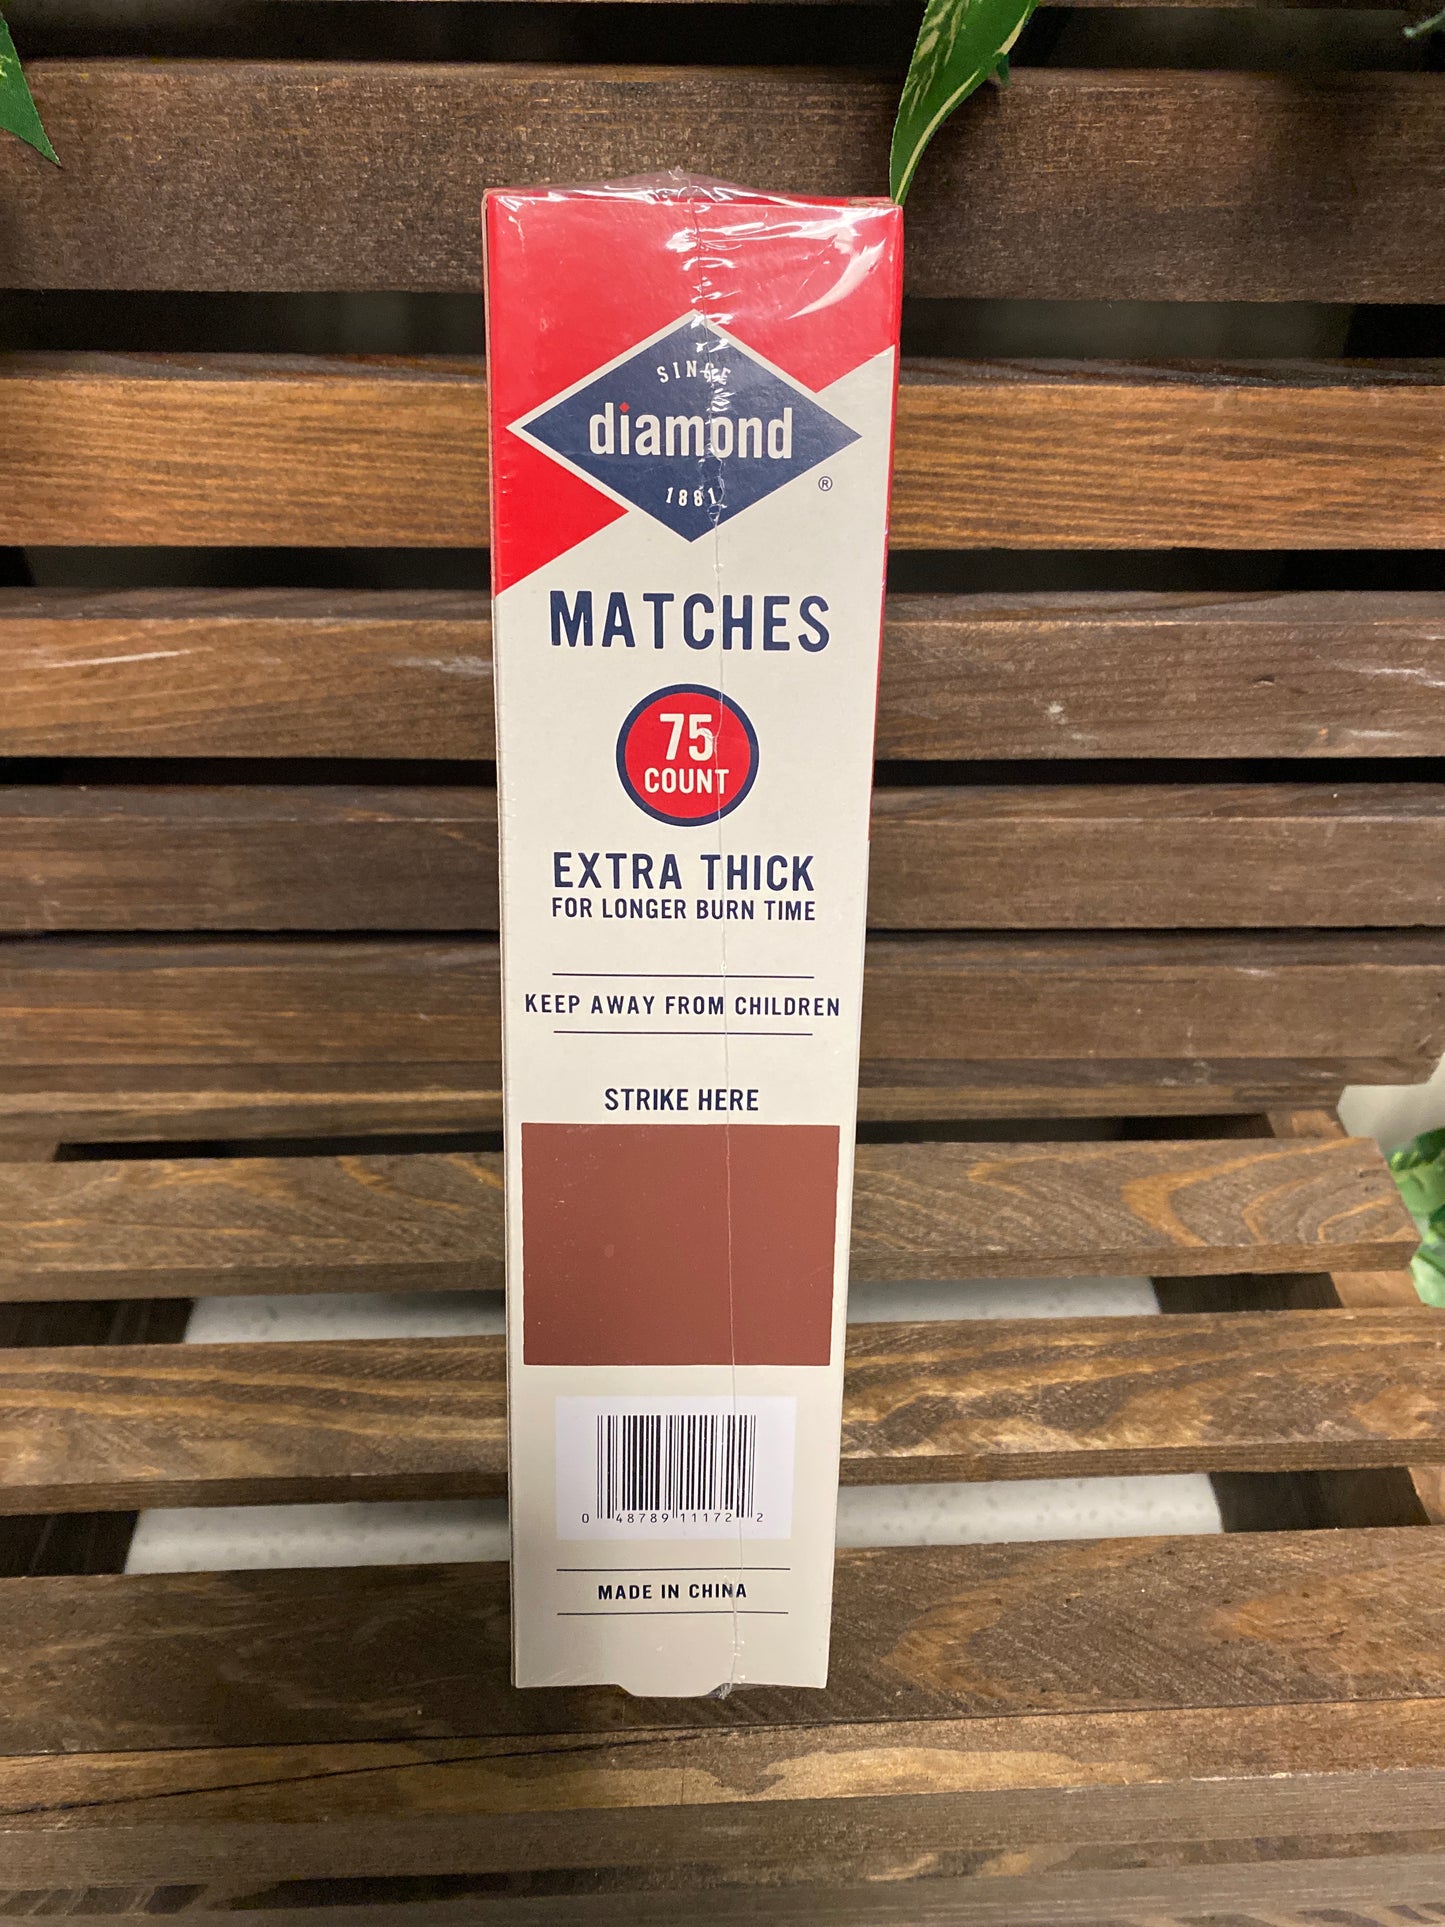 SINCE
diamond
1881
®
MATCHES
75
COUNT
EXTRA THICK
FOR LONGER BURN TIME
KEEP AWAY FROM CHILDREN
STRIKE HERE
0 48789 11172 2
MADE IN CHINA